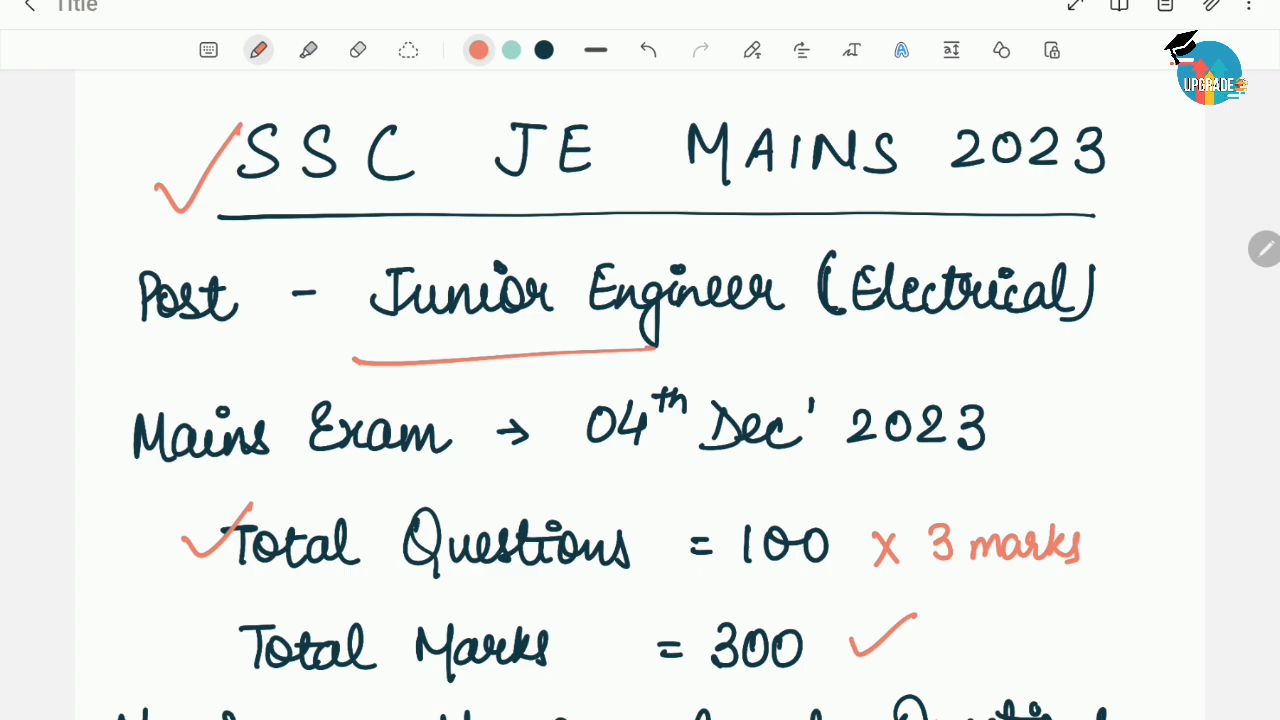 Title
UPGRADE
SSC JE MAINS 2023
Post - Junior Engineer (Electrical)
Mains Exam → 04th Dec' 2023
Total Questions = 100 x 3 marks
Total Marks = 300